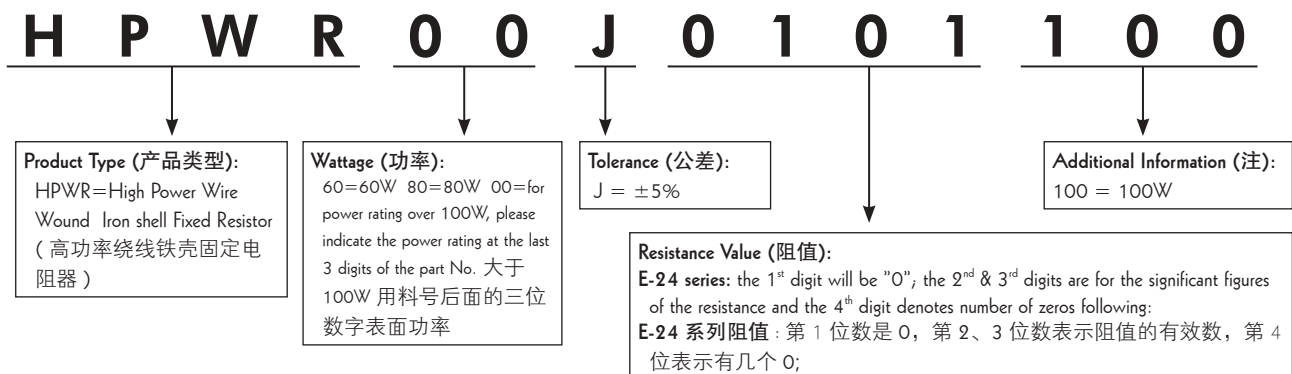 H P W R 0 0 J 0 1 0 1 1 0 0
Product Type (产品类型):
HPWR=High Power Wire
Wound Iron shell Fixed Resistor
( 高功率绕线铁壳固定电
阻器 )
Wattage (功率):
60=60W 80=80W 00=for
power rating over 100W, please
indicate the power rating at the last
3 digits of the part No. 大于
100W 用料号后面的三位
数字表面功率
Tolerance (公差):
J = ±5%
Additional Information (注):
100 = 100W
Resistance Value (阻值):
E-24 series: the 1st digit will be "0"; the 2nd & 3rd digits are for the significant figures
of the resistance and the 4th digit denotes number of zeros following:
E-24 系列阻值 : 第 1 位数是 0，第 2、3 位数表示阻值的有效数，第 4
位表示有几个 0;